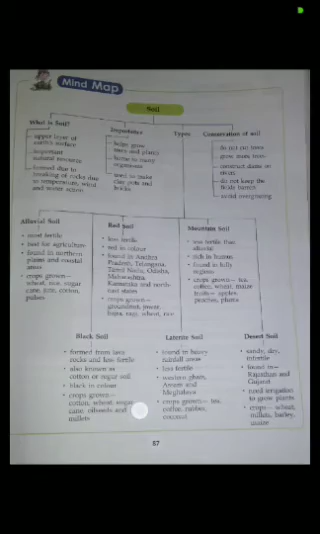 Mind Map
Soil
What is Soil?
upper layer of
earth's surface
important
natural resource
formed due to
breaking of rocks due
to temperature, wind
and water action
Importance
helps grow
trees and plants
home to many
organisms
used to make
clay pots and
bricks
Types
Conservation of soil
do not cut trees
grow more trees
construct dams on
rivers
do not keep the
fields barren
avoid overgrazing
Alluvial Soil
• most fertile
• best for agriculture
• found in northern
plains and coastal
areas
• crops grown—
wheat, rice, sugar
cane, jute, cotton,
pulses
Red Soil
• less fertile
• red in colour
• found in Andhra
Pradesh, Telangana,
Tamil Nadu, Odisha,
Maharashtra,
Karnataka and north-
east states
• crops grown—
groundnut, jowar,
bajra, ragi, wheat, rice
Mountain Soil
• less fertile than
alluvial
• rich in humus
• found in hilly
regions
• crops grown— tea,
coffee, wheat, maize
fruits— apples,
peaches, plums
Black Soil
• formed from lava
rocks and less fertile
• also known as
cotton or regur soil
• black in colour
• crops grown—
cotton, wheat, sugar
cane, oilseeds and
millets
Laterite Soil
• found in heavy
rainfall areas
• less fertile
• western ghats,
Assam and
Meghalaya
• crops grown— tea,
coffee, rubber,
coconut
Desert Soil
• sandy, dry,
infertile
• found in—
Rajasthan and
Gujarat
• need irrigation
to grow plants
• crops— wheat,
millets, barley,
maize
87